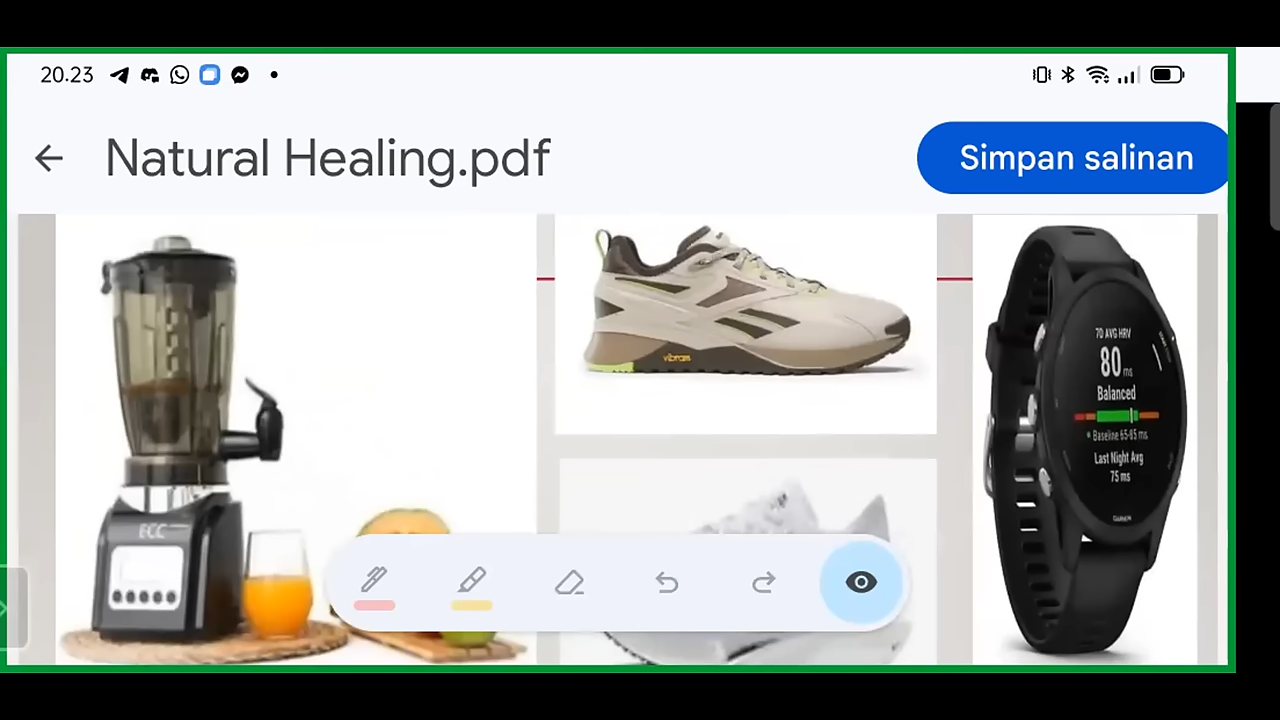 20.23
Natural Healing.pdf
Simpan salinan
ECC
vibram
7D AVG HRV
80 ms
Balanced
Baseline 65-85 ms
Last Night Avg
75 ms
GARMIN